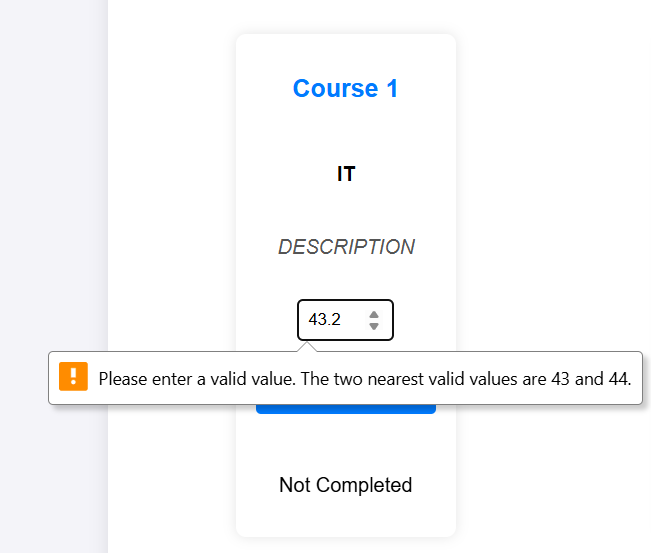 Course 1
IT
DESCRIPTION
43.2
! Please enter a valid value. The two nearest valid values are 43 and 44.
Not Completed